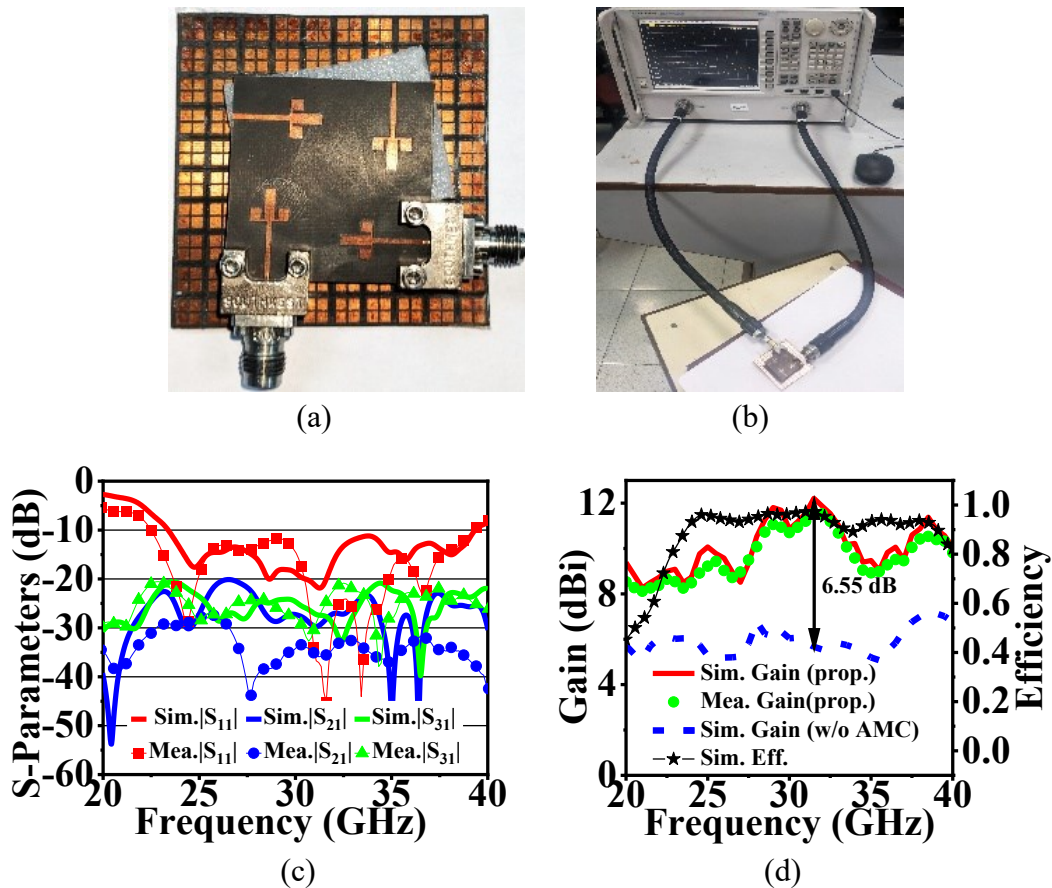 SOUTHWEST
(a)
(b)
S-Parameters (dB)
0
-10
-20
-30
-40
-50
-60
Sim.|S₁₁| Sim.|S₂₁| Sim.|S₃₁|
Mea.|S₁₁| Mea.|S₂₁| Mea.|S₃₁|
20 25 30 35 40
Frequency (GHz)
(c)
Gain (dBi)
12
8
4
0
6.55 dB
Sim. Gain (prop.)
Mea. Gain(prop.)
Sim. Gain (w/o AMC)
Sim. Eff.
1.0
0.8
0.6
0.4
0.2
0.0
Efficiency
20 25 30 35 40
Frequency (GHz)
(d)